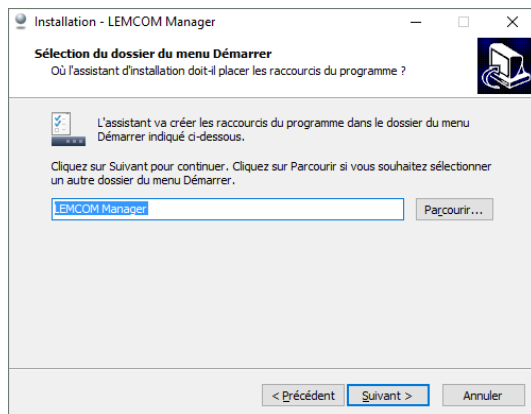 Installation - LEMCOM Manager
Sélection du dossier du menu Démarrer
Où l'assistant d'installation doit-il placer les raccourcis du programme ?
L'assistant va créer les raccourcis du programme dans le dossier du menu
Démarrer indiqué ci-dessous.
Cliquez sur Suivant pour continuer. Cliquez sur Parcourir si vous souhaitez sélectionner
un autre dossier du menu Démarrer.
LEMCOM Manager
Parcourir...
< Précédent
Suivant >
Annuler